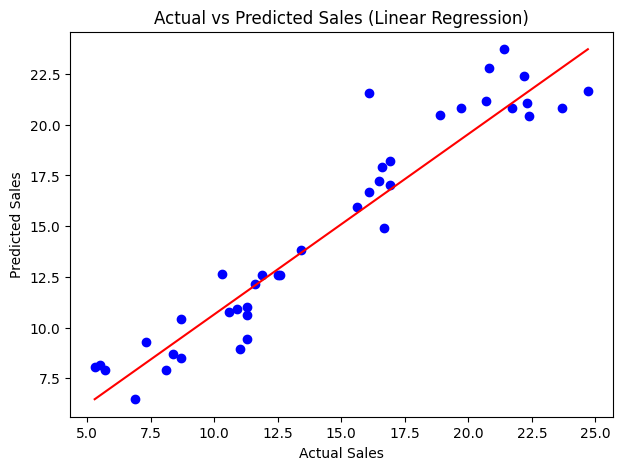 Actual vs Predicted Sales (Linear Regression)
22.5
20.0
17.5
15.0
12.5
10.0
7.5
Predicted Sales
5.0 7.5 10.0 12.5 15.0 17.5 20.0 22.5 25.0
Actual Sales